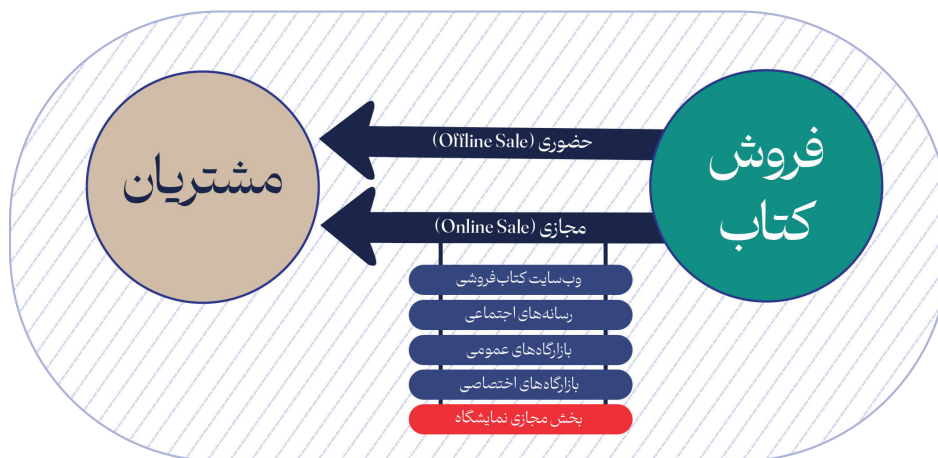 فروش
کتاب
حضوری (Offline Sale)
مجازی (Online Sale)
مشتریان
وب‌سایت کتاب‌فروشی
رسانه‌های اجتماعی
بازارگاه‌های عمومی
بازارگاه‌های اختصاصی
بخش مجازی نمایشگاه